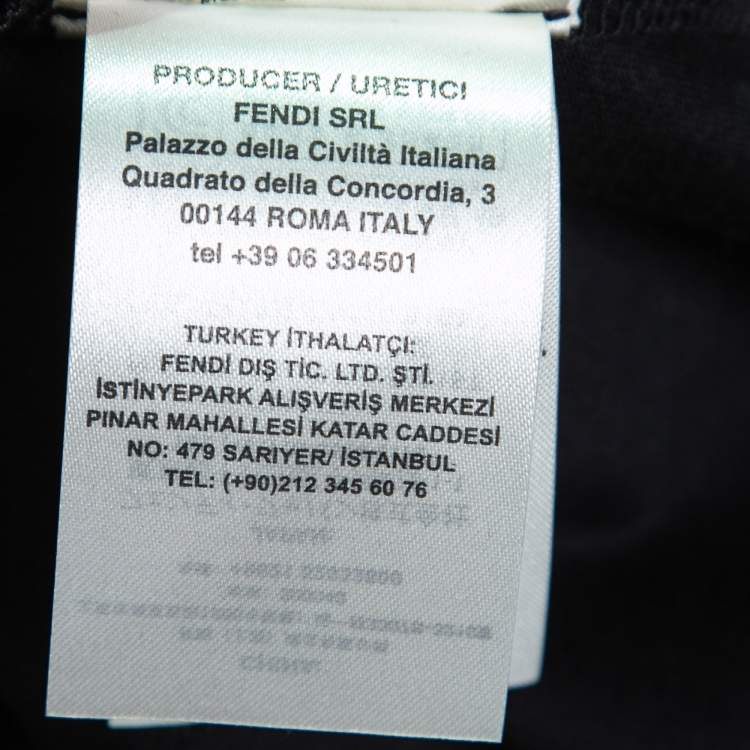 PRODUCER / URETICI
FENDI SRL
Palazzo della Civiltà Italiana
Quadrato della Concordia, 3
00144 ROMA ITALY
tel +39 06 334501
TURKEY İTHALATÇI:
FENDİ DIŞ TİC. LTD. ŞTİ.
İSTİNYEPARK ALIŞVERİŞ MERKEZİ
PINAR MAHALLESİ KATAR CADDESİ
NO: 479 SARIYER/ İSTANBUL
TEL: (+90)212 345 60 76